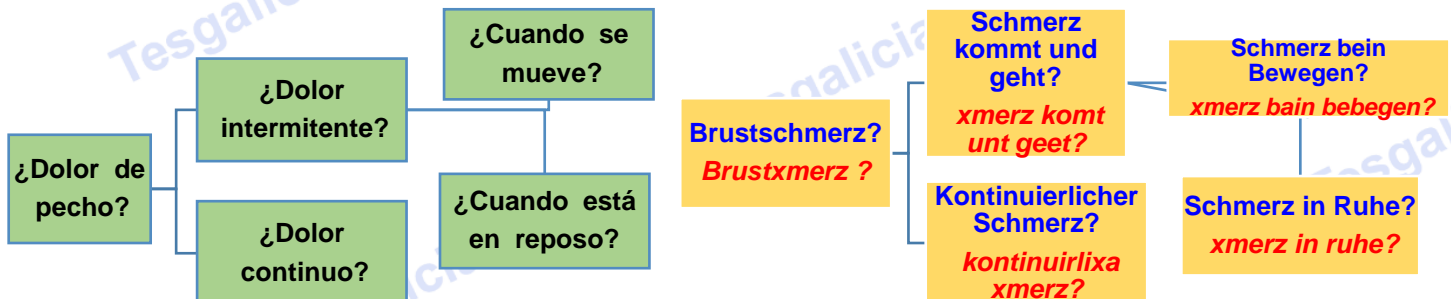 ¿Dolor de
pecho?
¿Dolor
intermitente?
¿Dolor
continuo?
¿Cuando se
mueve?
¿Cuando está
en reposo?
Brustschmerz?
Brustxmerz ?
Schmerz
kommt und
geht?
xmerz komt
unt geet?
Kontinuierlicher
Schmerz?
kontinuirlixa
xmerz?
Schmerz bein
Bewegen?
xmerz bain bebegen?
Schmerz in Ruhe?
xmerz in ruhe?